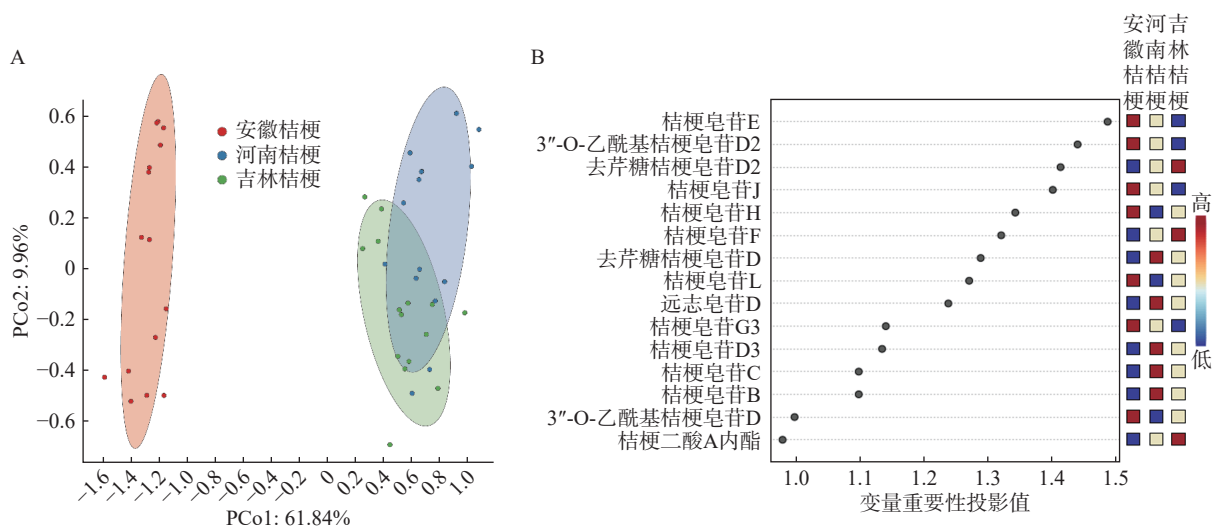 A
0.6
0.4
0.2
0
−0.2
−0.4
−0.6
PCo2: 9.96%
安徽桔梗
河南桔梗
吉林桔梗
−1.6
−1.4
−1.2
−1.0
−0.8
−0.6
−0.4
−0.2
0
0.2
0.4
0.6
0.8
1.0
PCo1: 61.84%
B
安徽桔梗
河南桔梗
吉林桔梗
桔梗皂苷E
3″-O-乙酰基桔梗皂苷D2
去芹糖桔梗皂苷D2
桔梗皂苷J
桔梗皂苷H
桔梗皂苷F
去芹糖桔梗皂苷D
桔梗皂苷L
远志皂苷D
桔梗皂苷G3
桔梗皂苷D3
桔梗皂苷C
桔梗皂苷B
3″-O-乙酰基桔梗皂苷D
桔梗二酸A内酯
1.0 1.1 1.2 1.3 1.4 1.5
变量重要性投影值
高
低